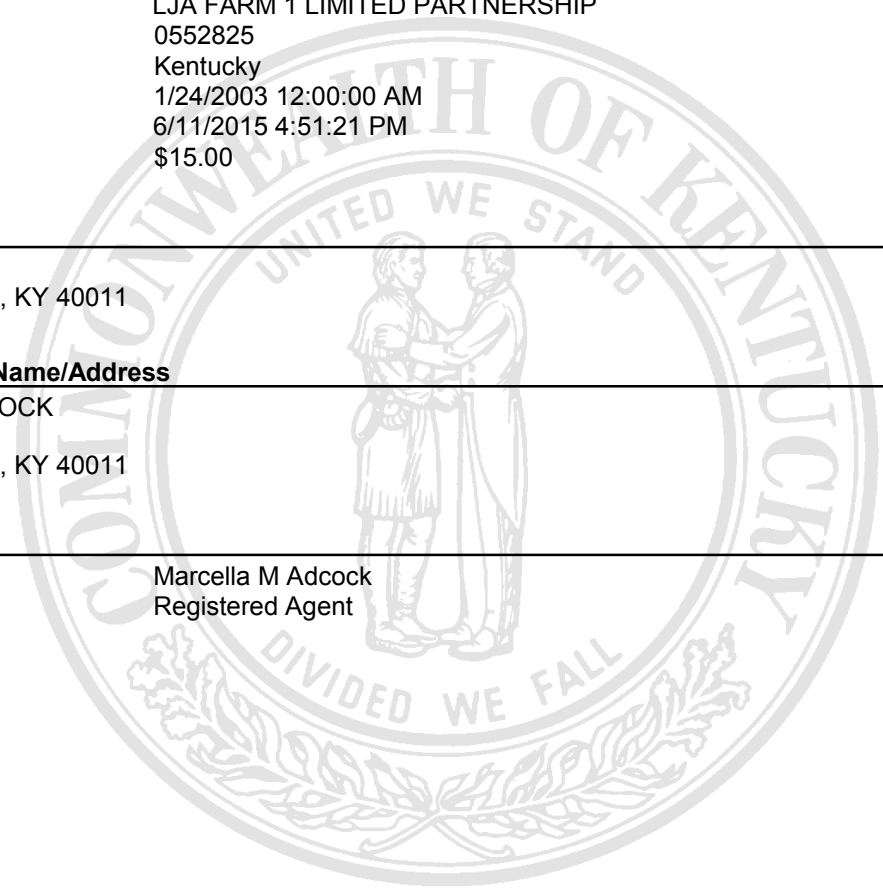 LJA FARM 1 LIMITED PARTNERSHIP
0552825
Kentucky
1/24/2003 12:00:00 AM
6/11/2015 4:51:21 PM
$15.00
, KY 40011
Name/Address
OCK
, KY 40011
Marcella M Adcock
Registered Agent
COMMONWEALTH OF KENTUCKY
UNITED WE STAND
DIVIDED WE FALL